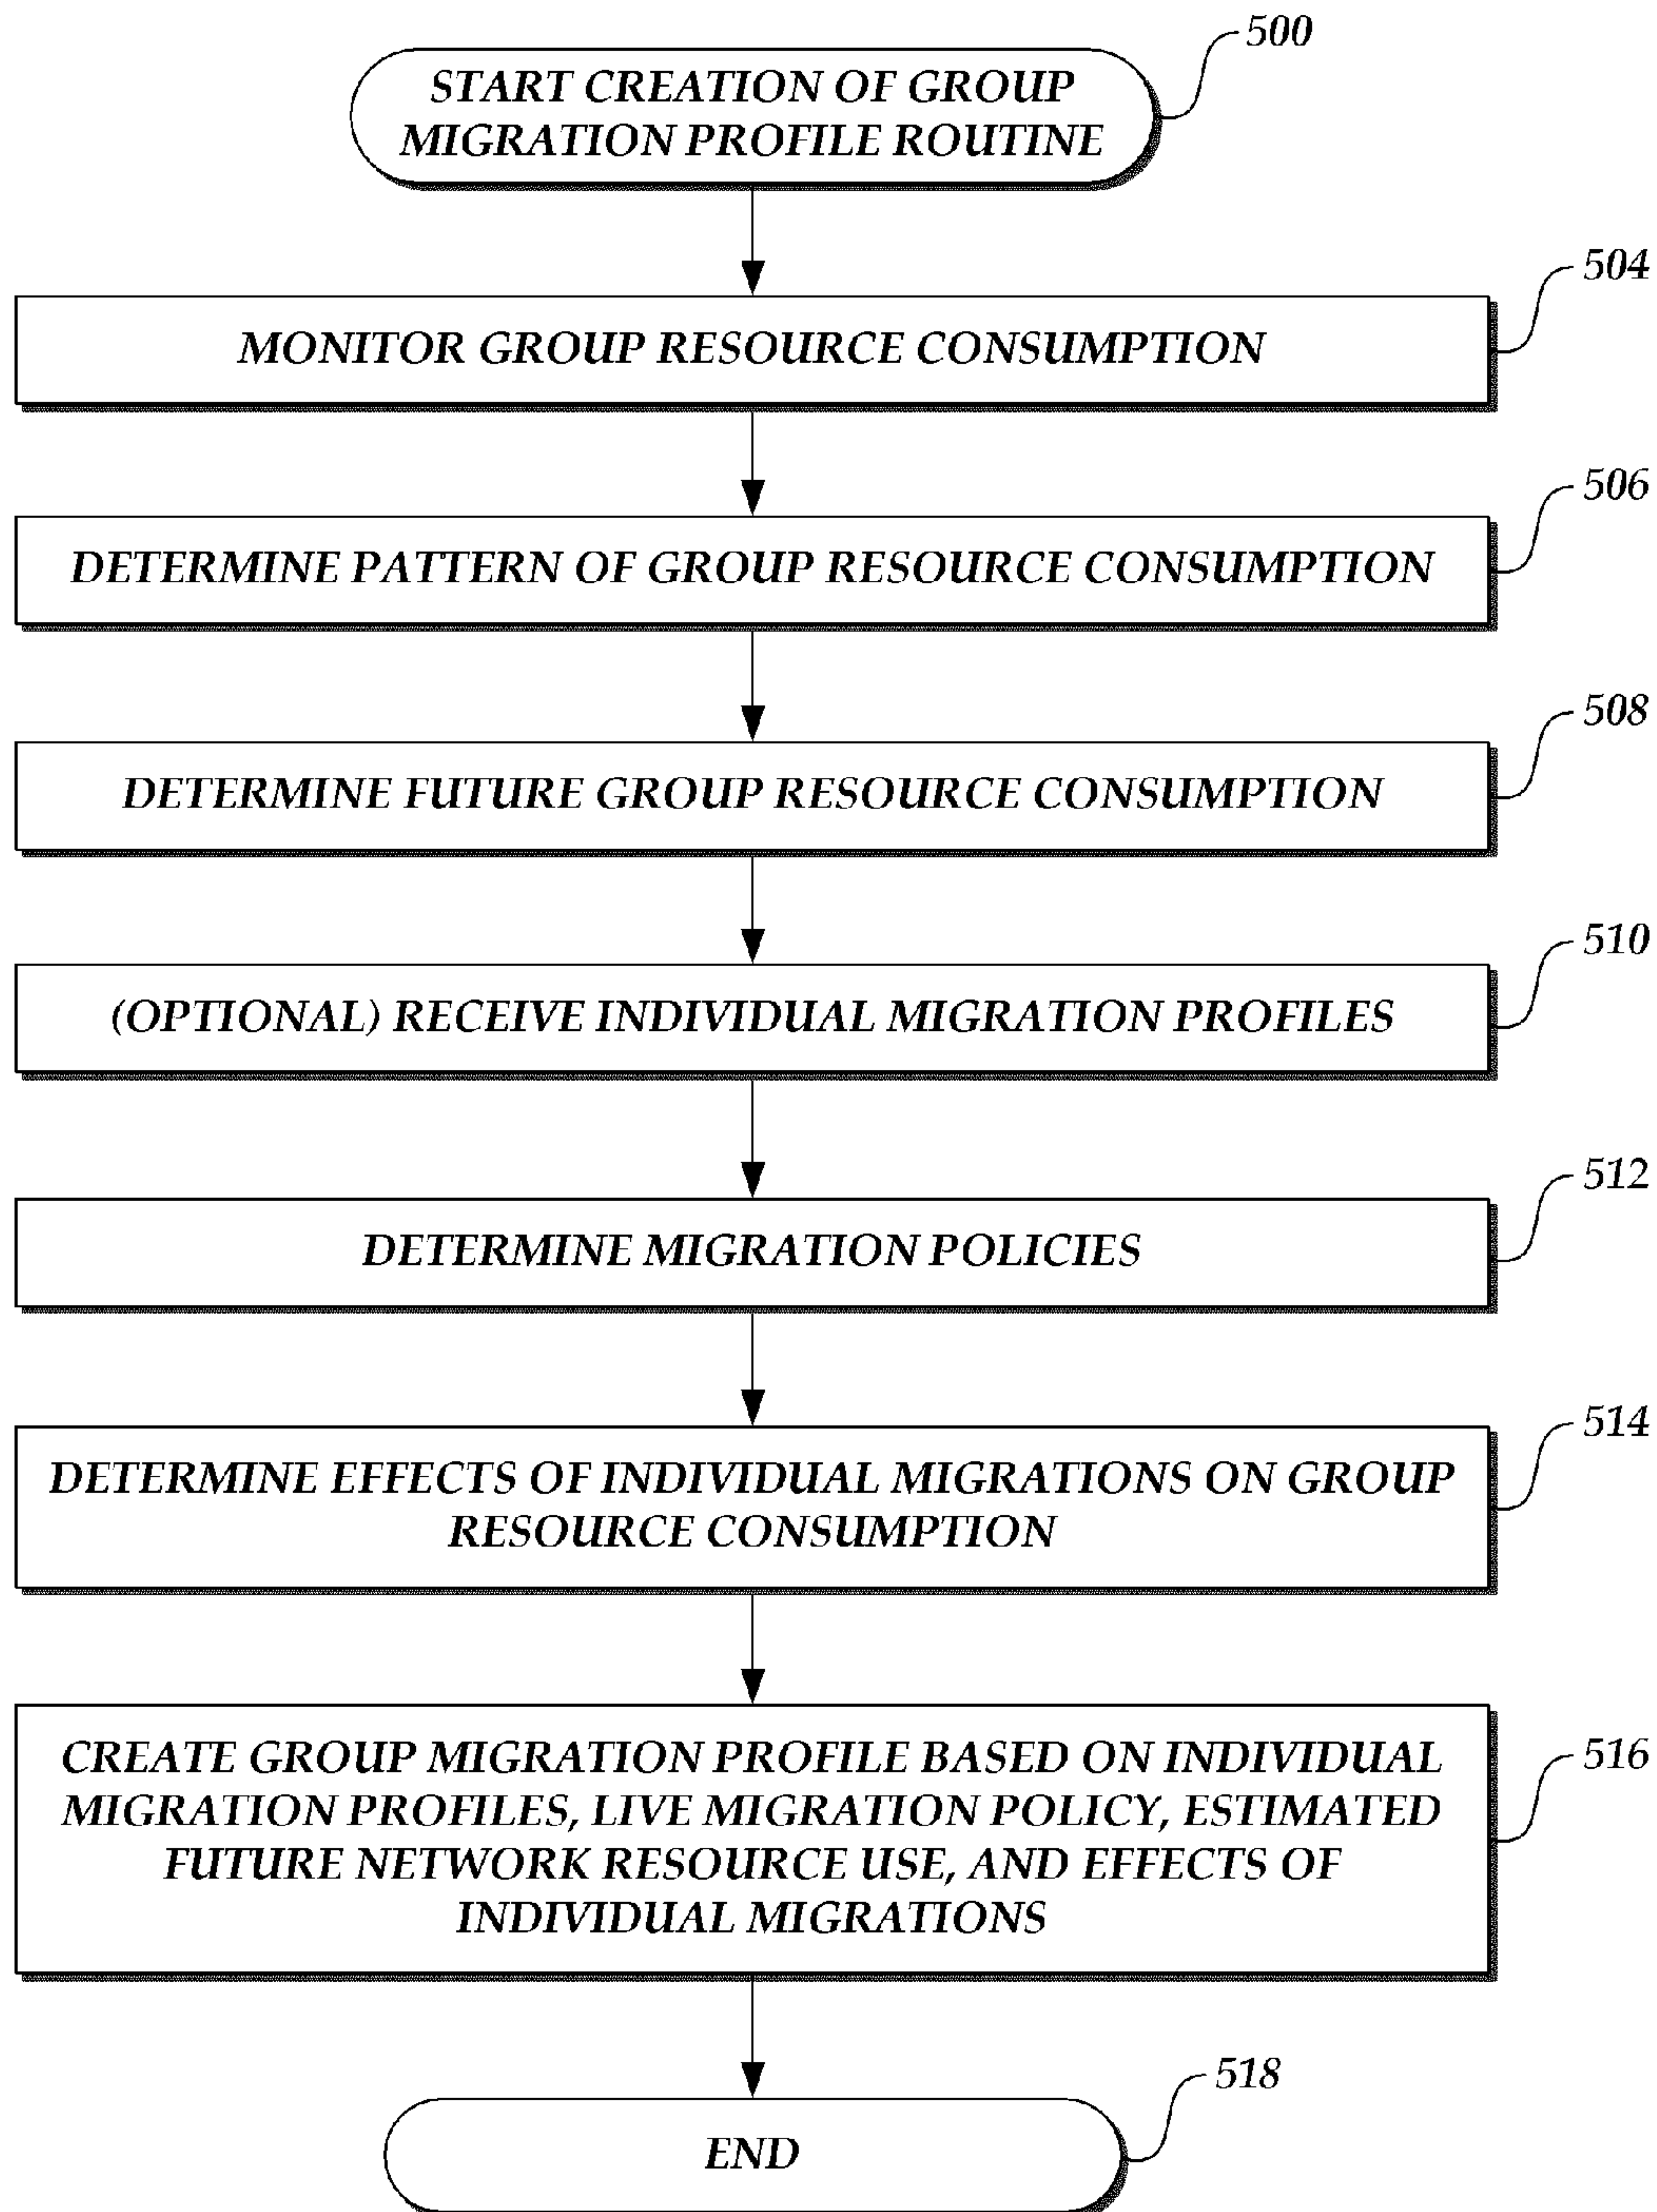 500
START CREATION OF GROUP
MIGRATION PROFILE ROUTINE
504
MONITOR GROUP RESOURCE CONSUMPTION
506
DETERMINE PATTERN OF GROUP RESOURCE CONSUMPTION
508
DETERMINE FUTURE GROUP RESOURCE CONSUMPTION
510
(OPTIONAL) RECEIVE INDIVIDUAL MIGRATION PROFILES
512
DETERMINE MIGRATION POLICIES
514
DETERMINE EFFECTS OF INDIVIDUAL MIGRATIONS ON GROUP
RESOURCE CONSUMPTION
516
CREATE GROUP MIGRATION PROFILE BASED ON INDIVIDUAL
MIGRATION PROFILES, LIVE MIGRATION POLICY, ESTIMATED
FUTURE NETWORK RESOURCE USE, AND EFFECTS OF
INDIVIDUAL MIGRATIONS
518
END